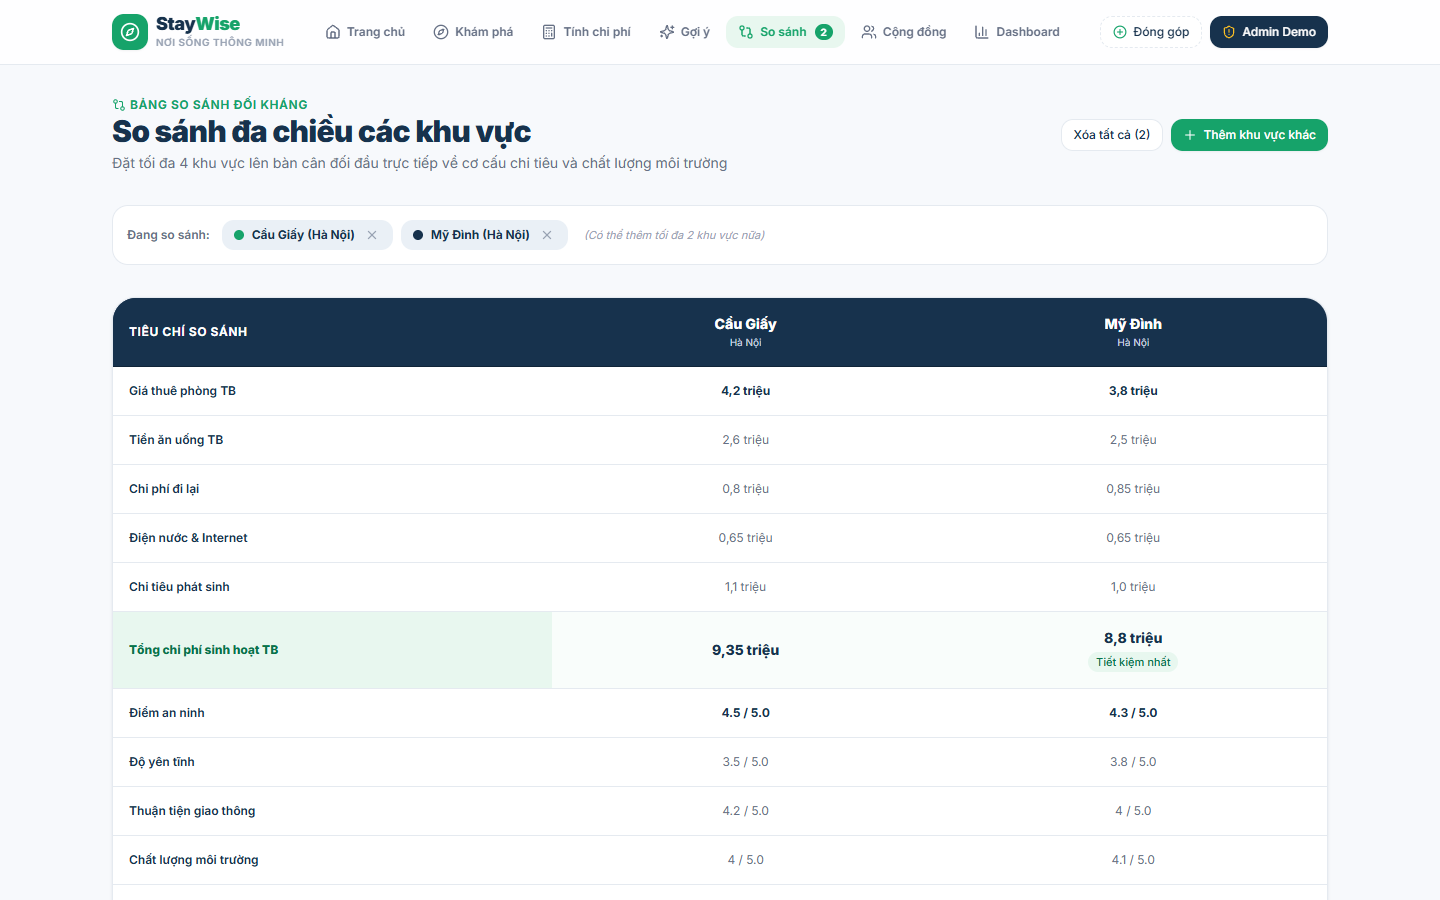 StayWise
NƠI SỐNG THÔNG MINH
Trang chủ
Khám phá
Tính chi phí
Gợi ý
So sánh 2
Cộng đồng
Dashboard
Đóng góp
Admin Demo
BẢNG SO SÁNH ĐỐI KHÁNG
So sánh đa chiều các khu vực
Đặt tối đa 4 khu vực lên bàn cân đối đầu trực tiếp về cơ cấu chi tiêu và chất lượng môi trường
Xóa tất cả (2)
Thêm khu vực khác
Đang so sánh:
Cầu Giấy (Hà Nội)
Mỹ Đình (Hà Nội)
(Có thể thêm tối đa 2 khu vực nữa)
TIÊU CHÍ SO SÁNH
Cầu Giấy
Hà Nội
Mỹ Đình
Hà Nội
Giá thuê phòng TB
4,2 triệu
3,8 triệu
Tiền ăn uống TB
2,6 triệu
2,5 triệu
Chi phí đi lại
0,8 triệu
0,85 triệu
Điện nước & Internet
0,65 triệu
0,65 triệu
Chi tiêu phát sinh
1,1 triệu
1,0 triệu
Tổng chi phí sinh hoạt TB
9,35 triệu
8,8 triệu
Tiết kiệm nhất
Điểm an ninh
4.5 / 5.0
4.3 / 5.0
Độ yên tĩnh
3.5 / 5.0
3.8 / 5.0
Thuận tiện giao thông
4.2 / 5.0
4 / 5.0
Chất lượng môi trường
4 / 5.0
4.1 / 5.0